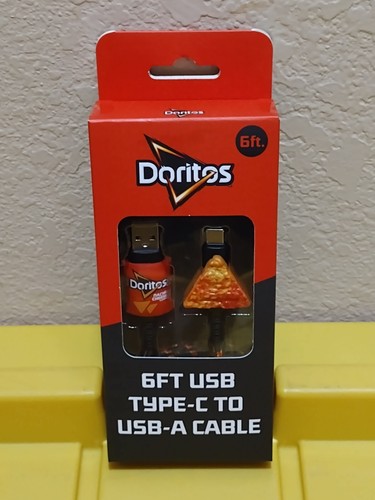 Doritos
6ft.
Doritos
Doritos
6FT USB
TYPE-C TO
USB-A CABLE